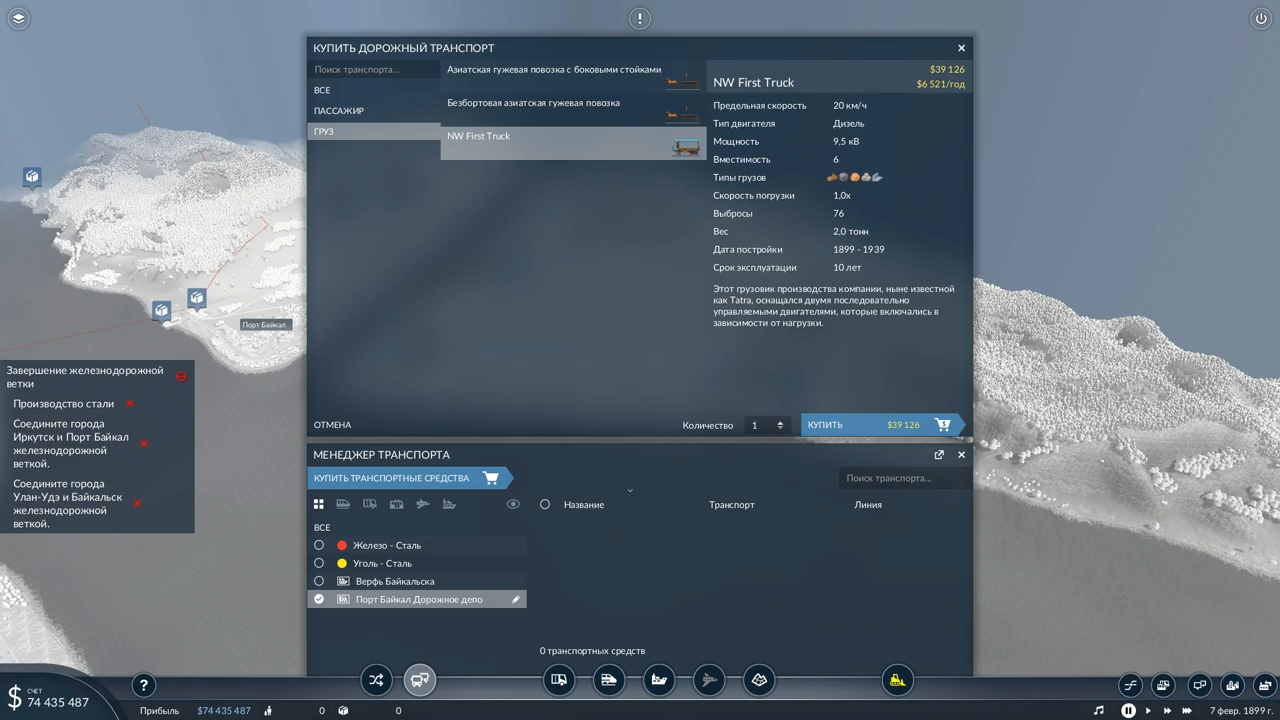 КУПИТЬ ДОРОЖНЫЙ ТРАНСПОРТ
Поиск транспорта...
ВСЕ
ПАССАЖИР
ГРУЗ
Азиатская гужевая повозка с боковыми стойками
Безбортовая азиатская гужевая повозка
NW First Truck
$39 126
NW First Truck
$6 521/год
Предельная скорость 20 км/ч
Тип двигателя Дизель
Мощность 9,5 кВ
Вместимость 6
Типы грузов
Скорость погрузки 1,0x
Выбросы 76
Вес 2,0 тонн
Дата постройки 1899 - 1939
Срок эксплуатации 10 лет
Этот грузовик производства компании, ныне известной
как Tatra, оснащался двумя последовательно
управляемыми двигателями, которые включались в
зависимости от нагрузки.
ОТМЕНА
Количество 1
КУПИТЬ $39 126
Порт Байкал
Завершение железнодорожной
ветки
Производство стали
Соедините города
Иркутск и Порт Байкал
железнодорожной
веткой.
Соедините города
Улан-Удэ и Байкальск
железнодорожной
веткой.
МЕНЕДЖЕР ТРАНСПОРТА
КУПИТЬ ТРАНСПОРТНЫЕ СРЕДСТВА
Поиск транспорта...
Название Транспорт Линия
ВСЕ
Железо - Сталь
Уголь - Сталь
Верфь Байкальска
Порт Байкал Дорожное депо
0 транспортных средств
$ СЧЕТ
74 435 487
?
Прибыль $74 435 487 0 0
7 февр. 1899 г.